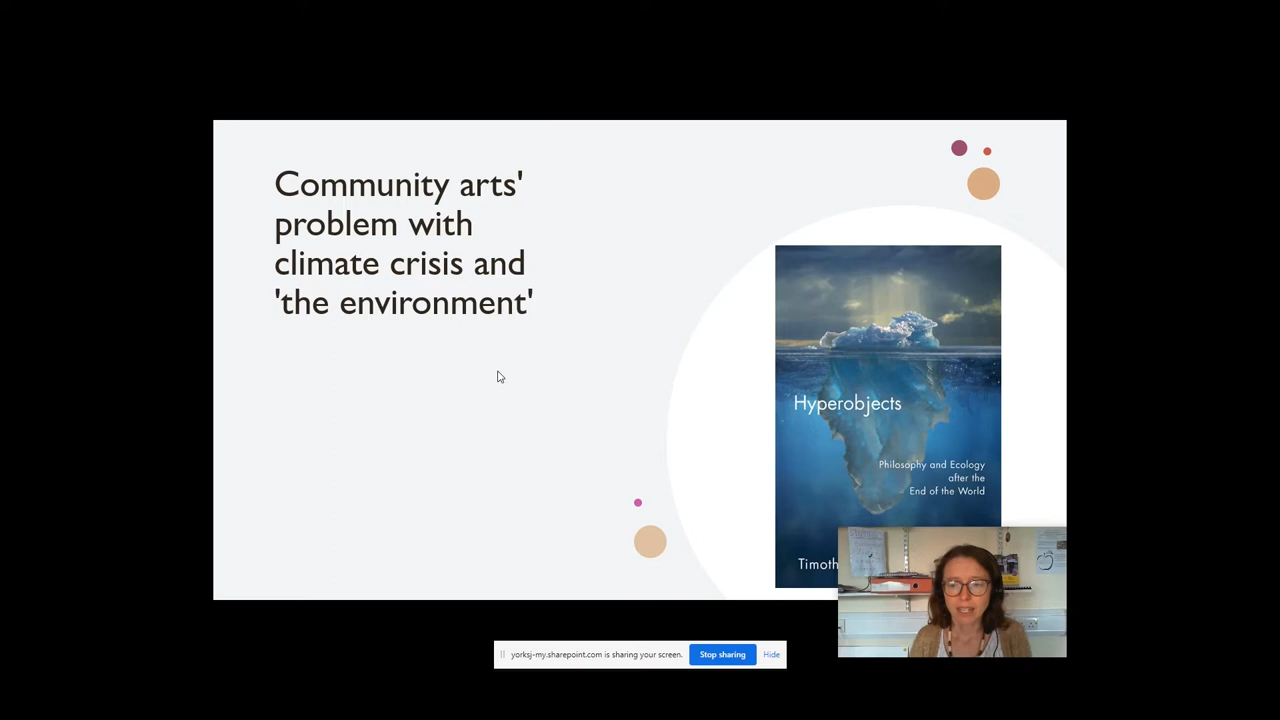 Community arts'
problem with
climate crisis and
'the environment'
Hyperobjects
Philosophy and Ecology
after the
End of the World
Timoth
yorksj-my.sharepoint.com is sharing your screen.
Stop sharing
Hide